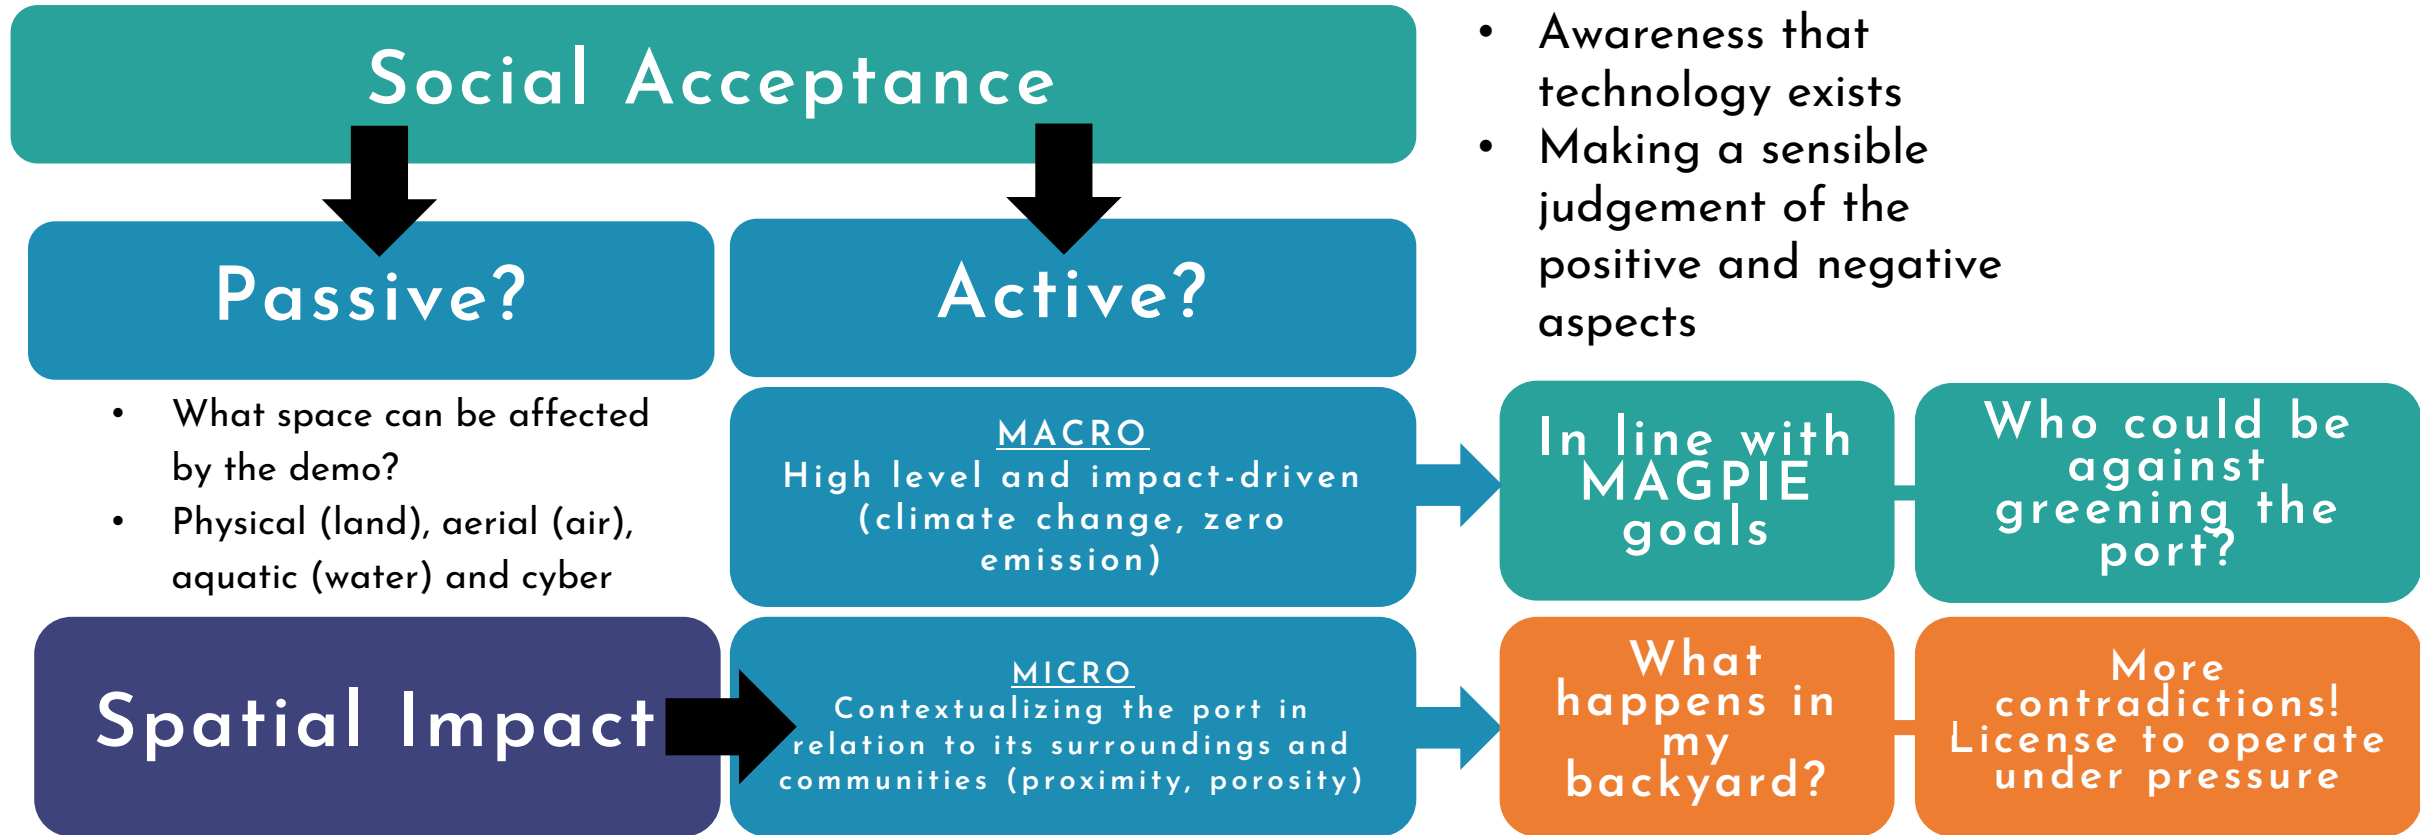 Social Acceptance
• Awareness that
technology exists
• Making a sensible
judgement of the
positive and negative
aspects
Passive?
Active?
• What space can be affected
by the demo?
• Physical (land), aerial (air),
aquatic (water) and cyber
MACRO
High level and impact-driven
(climate change, zero
emission)
In line with
MAGPIE
goals
Who could be
against
greening the
port?
Spatial Impact
MICRO
Contextualizing the port in
relation to its surroundings and
communities (proximity, porosity)
What
happens in
my
backyard?
More
contradictions!
License to operate
under pressure